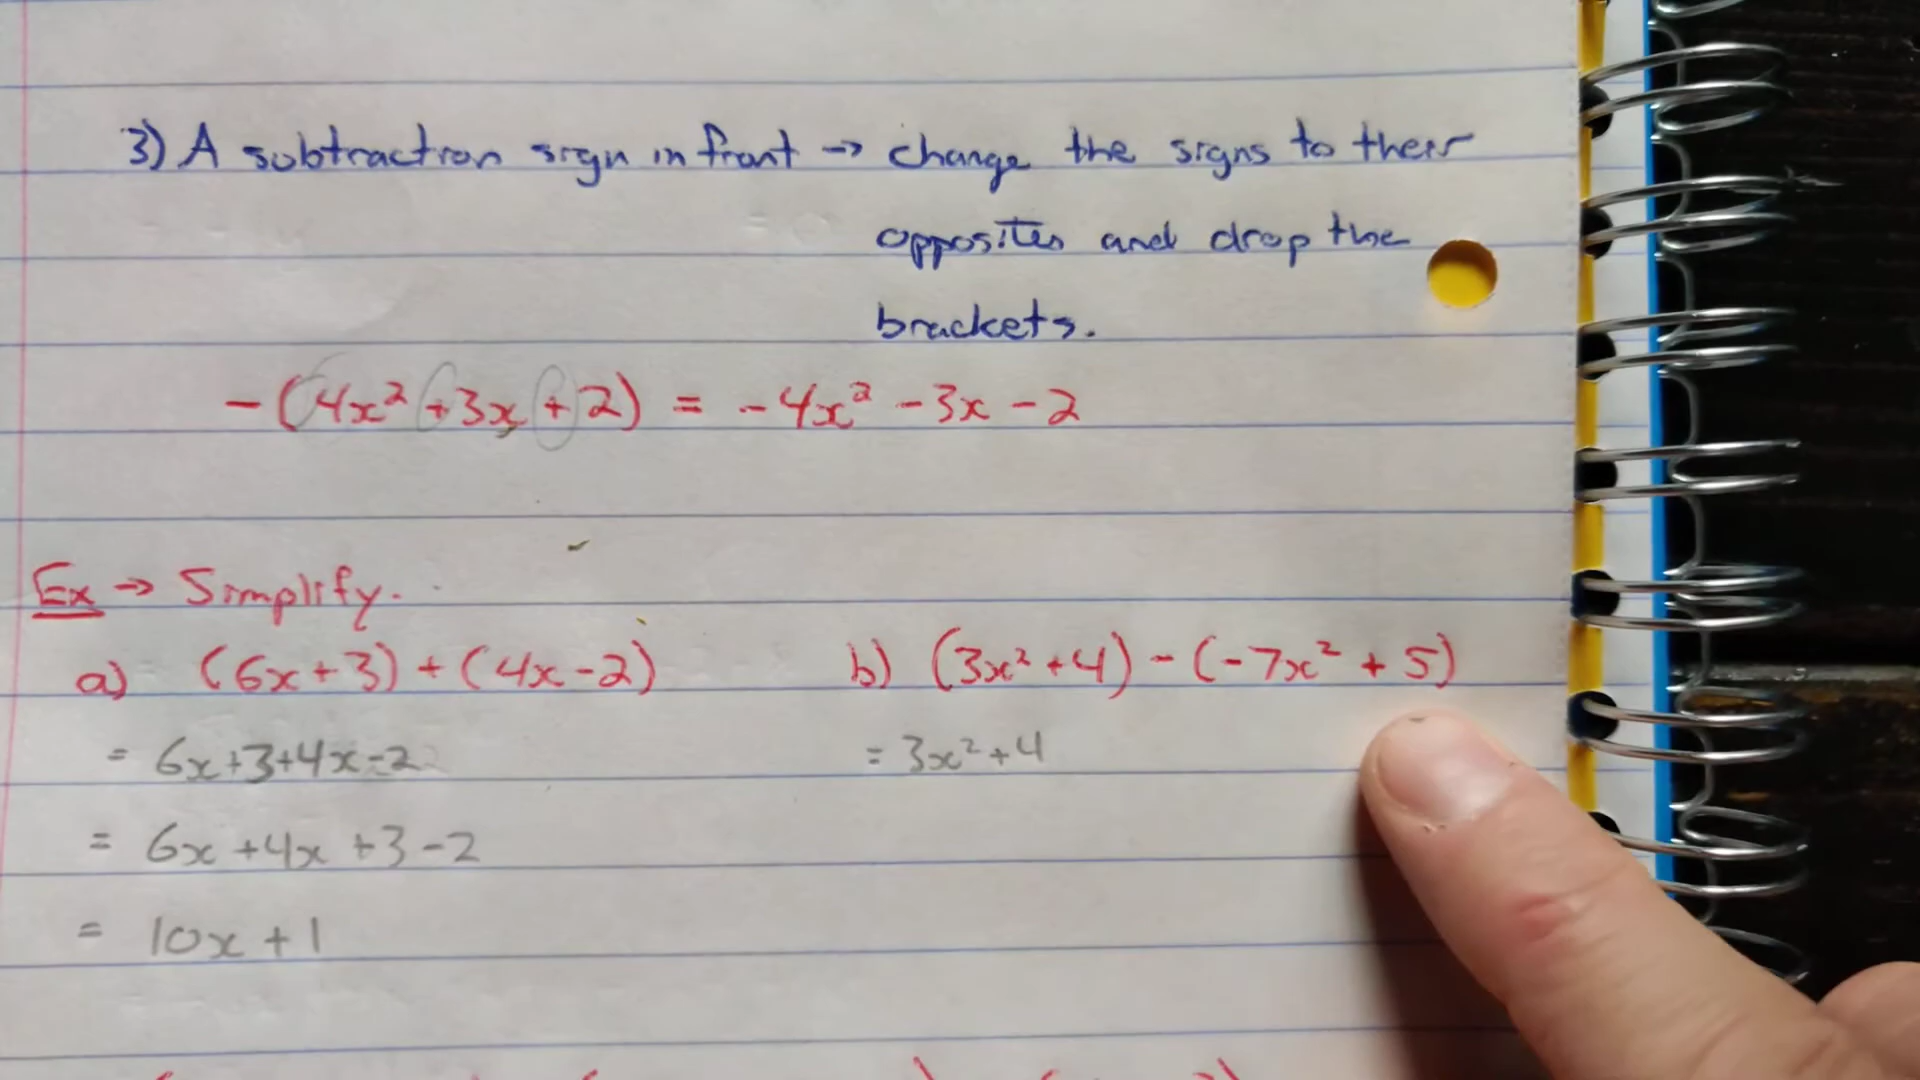 3) A subtraction sign in front → change the signs to their
opposites and drop the
brackets.
-(4x² +3x +2) = -4x² -3x -2
Ex → Simplify.
a) (6x+3) + (4x-2)
b) (3x²+4) - (-7x² + 5)
= 6x+3+4x-2
= 3x²+4
= 6x +4x +3-2
= 10x +1